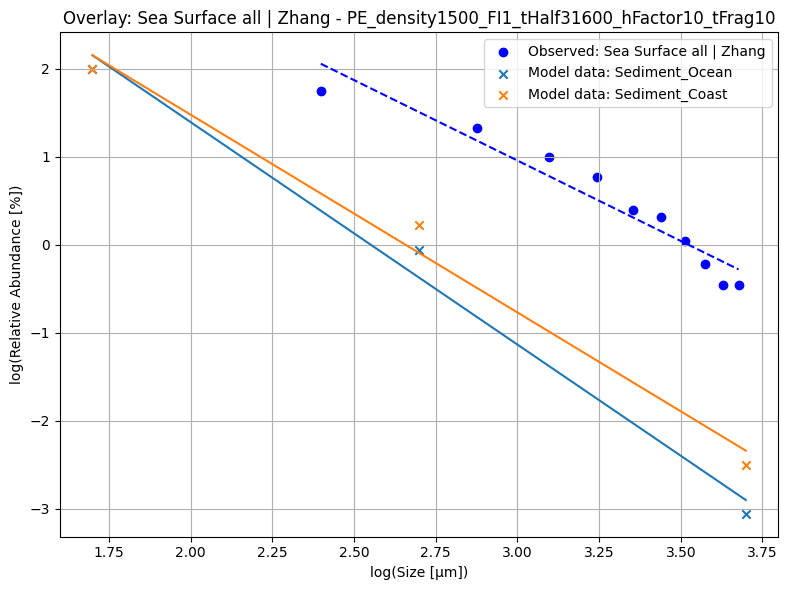 Overlay: Sea Surface all | Zhang - PE_density1500_FI1_tHalf31600_hFactor10_tFrag10
Observed: Sea Surface all | Zhang
Model data: Sediment_Ocean
Model data: Sediment_Coast
log(Relative Abundance [%])
2
1
0
−1
−2
−3
1.75 2.00 2.25 2.50 2.75 3.00 3.25 3.50 3.75
log(Size [μm])